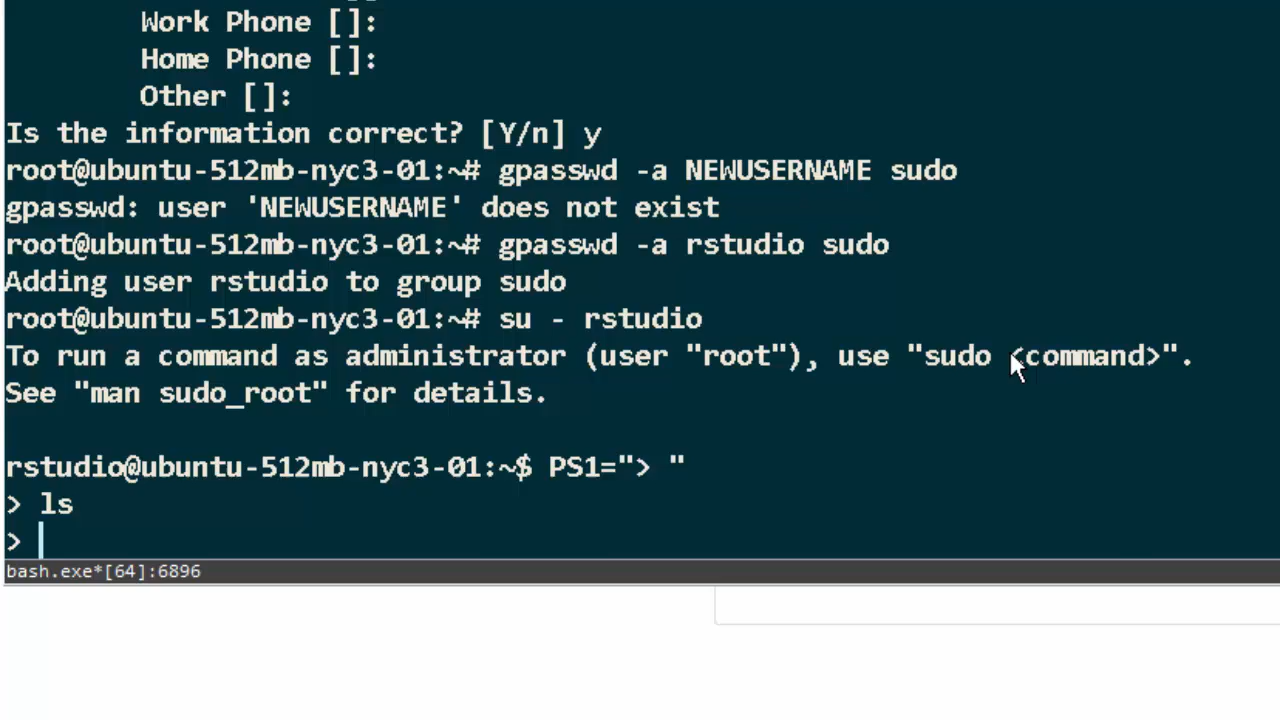 Work Phone []:
Home Phone []:
Other []:
Is the information correct? [Y/n] y
root@ubuntu-512mb-nyc3-01:~# gpasswd -a NEWUSERNAME sudo
gpasswd: user 'NEWUSERNAME' does not exist
root@ubuntu-512mb-nyc3-01:~# gpasswd -a rstudio sudo
Adding user rstudio to group sudo
root@ubuntu-512mb-nyc3-01:~# su - rstudio
To run a command as administrator (user "root"), use "sudo <command>".
See "man sudo_root" for details.
rstudio@ubuntu-512mb-nyc3-01:~$ PS1="> "
> ls
>
bash.exe*[64]:6896